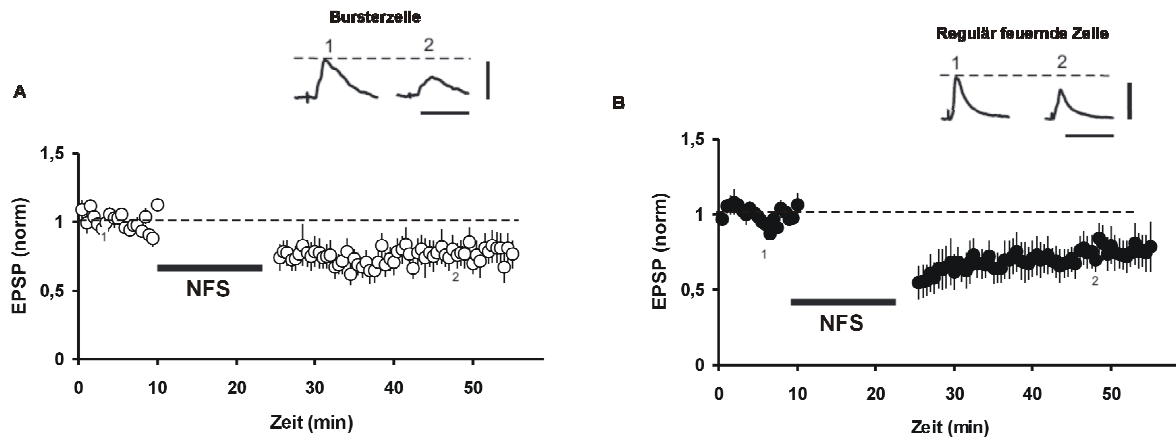 Bursterzelle
1 2
A
1,5
1
0,5
0
EPSP (norm)
1
2
NFS
0 10 20 30 40 50
Zeit (min)
Regulär feuernde Zelle
1 2
B
1,5
1
0,5
0
EPSP (norm)
1
2
NFS
0 10 20 30 40 50
Zeit (min)